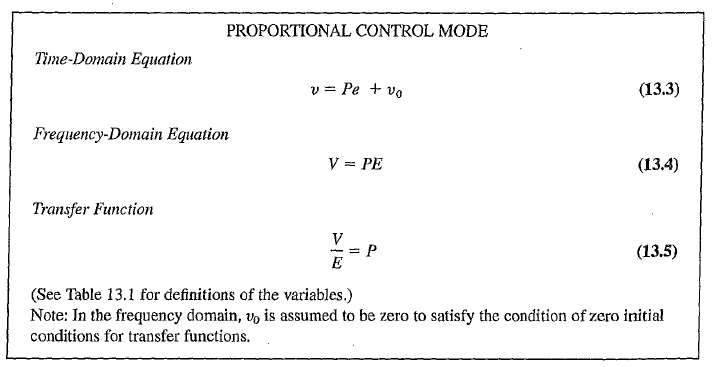 PROPORTIONAL CONTROL MODE
Time-Domain Equation
v = Pe + v₀ (13.3)
Frequency-Domain Equation
V = PE (13.4)
Transfer Function
V/E = P (13.5)
(See Table 13.1 for definitions of the variables.)
Note: In the frequency domain, v₀ is assumed to be zero to satisfy the condition of zero initial
conditions for transfer functions.